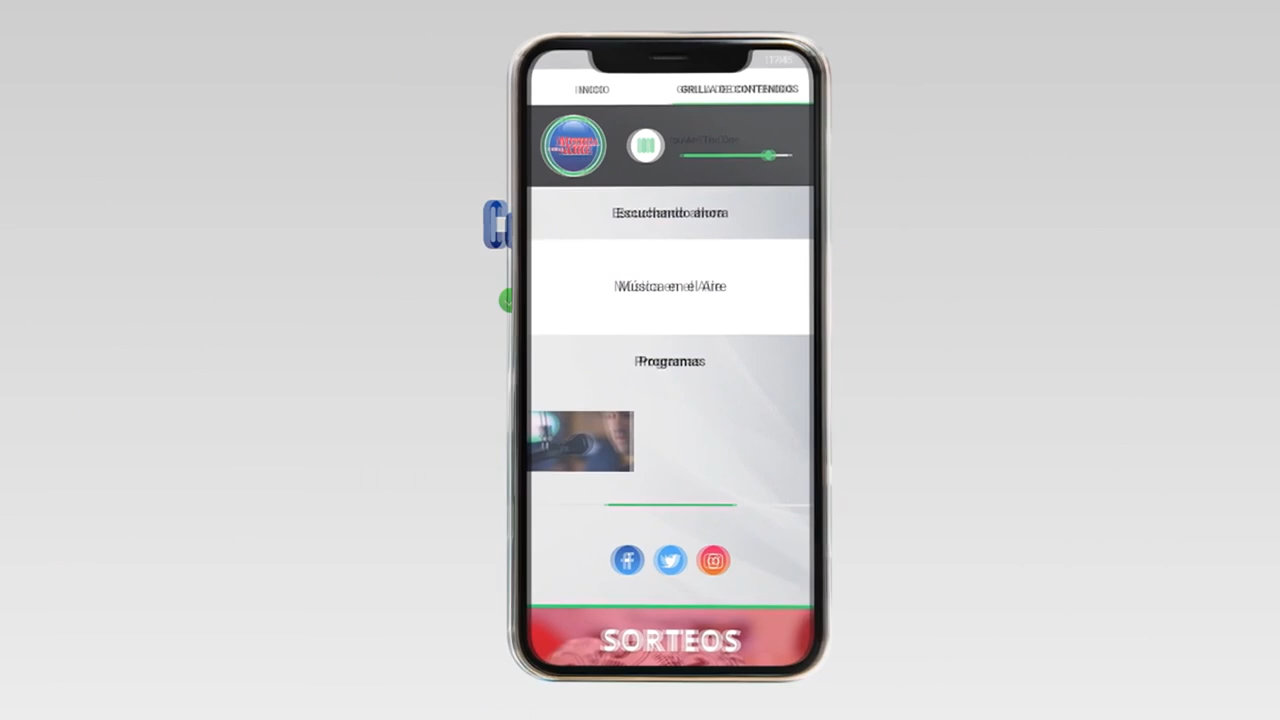 INICIO GRILLA DE CONTENIDOS
Escuchando ahora
Música en el Aire
Programas
SORTEOS